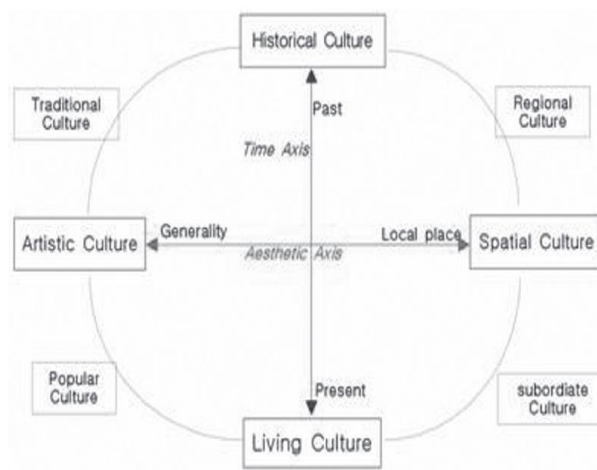 Historical Culture
Traditional
Culture
Regional
Culture
Past
Time Axis
Artistic Culture
Generality
Local place
Spatial Culture
Aesthetic Axis
Popular
Culture
Present
subordiate
Culture
Living Culture